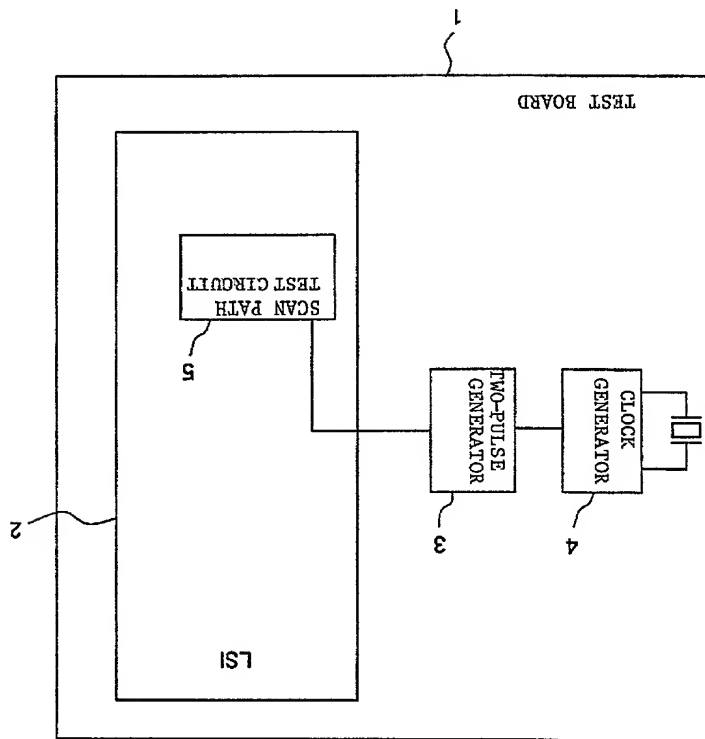 1
TEST BOARD
2
LSI
5
SCAN PATH
TEST CIRCUIT
3
TWO-PULSE
GENERATOR
4
CLOCK
GENERATOR